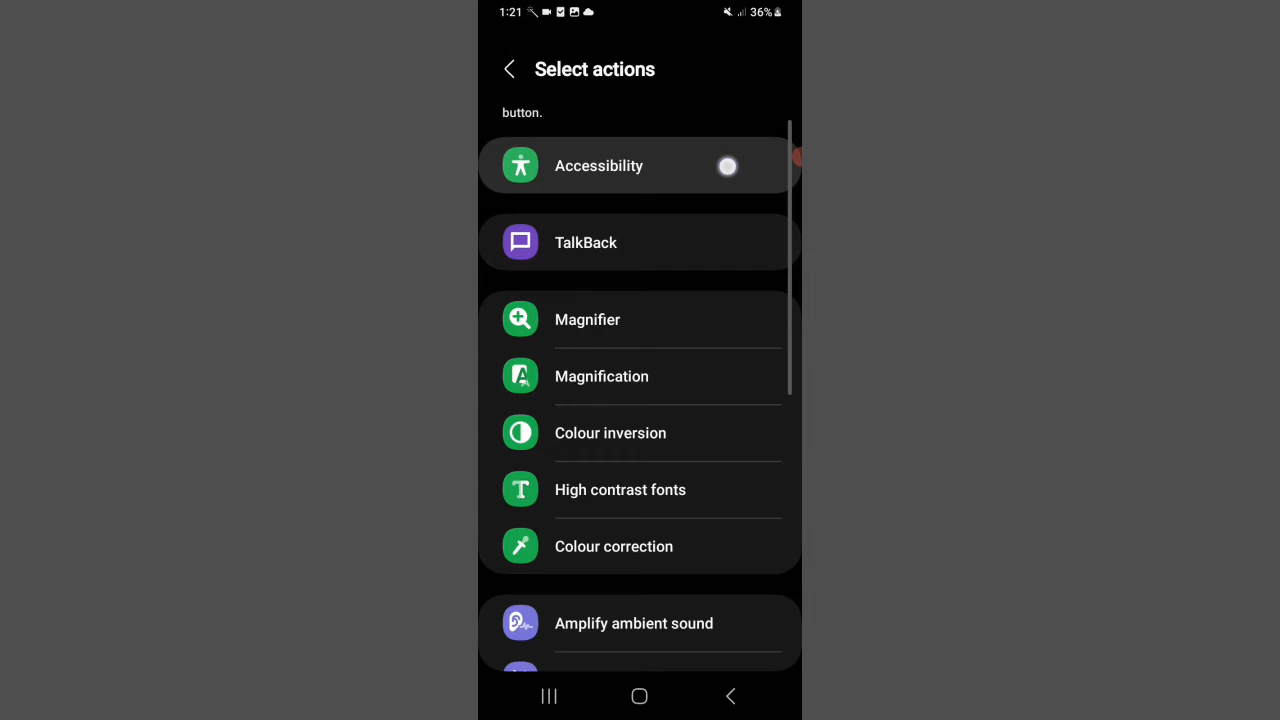 1:21
36%
Select actions
button.
Accessibility
TalkBack
Magnifier
Magnification
Colour inversion
High contrast fonts
Colour correction
Amplify ambient sound